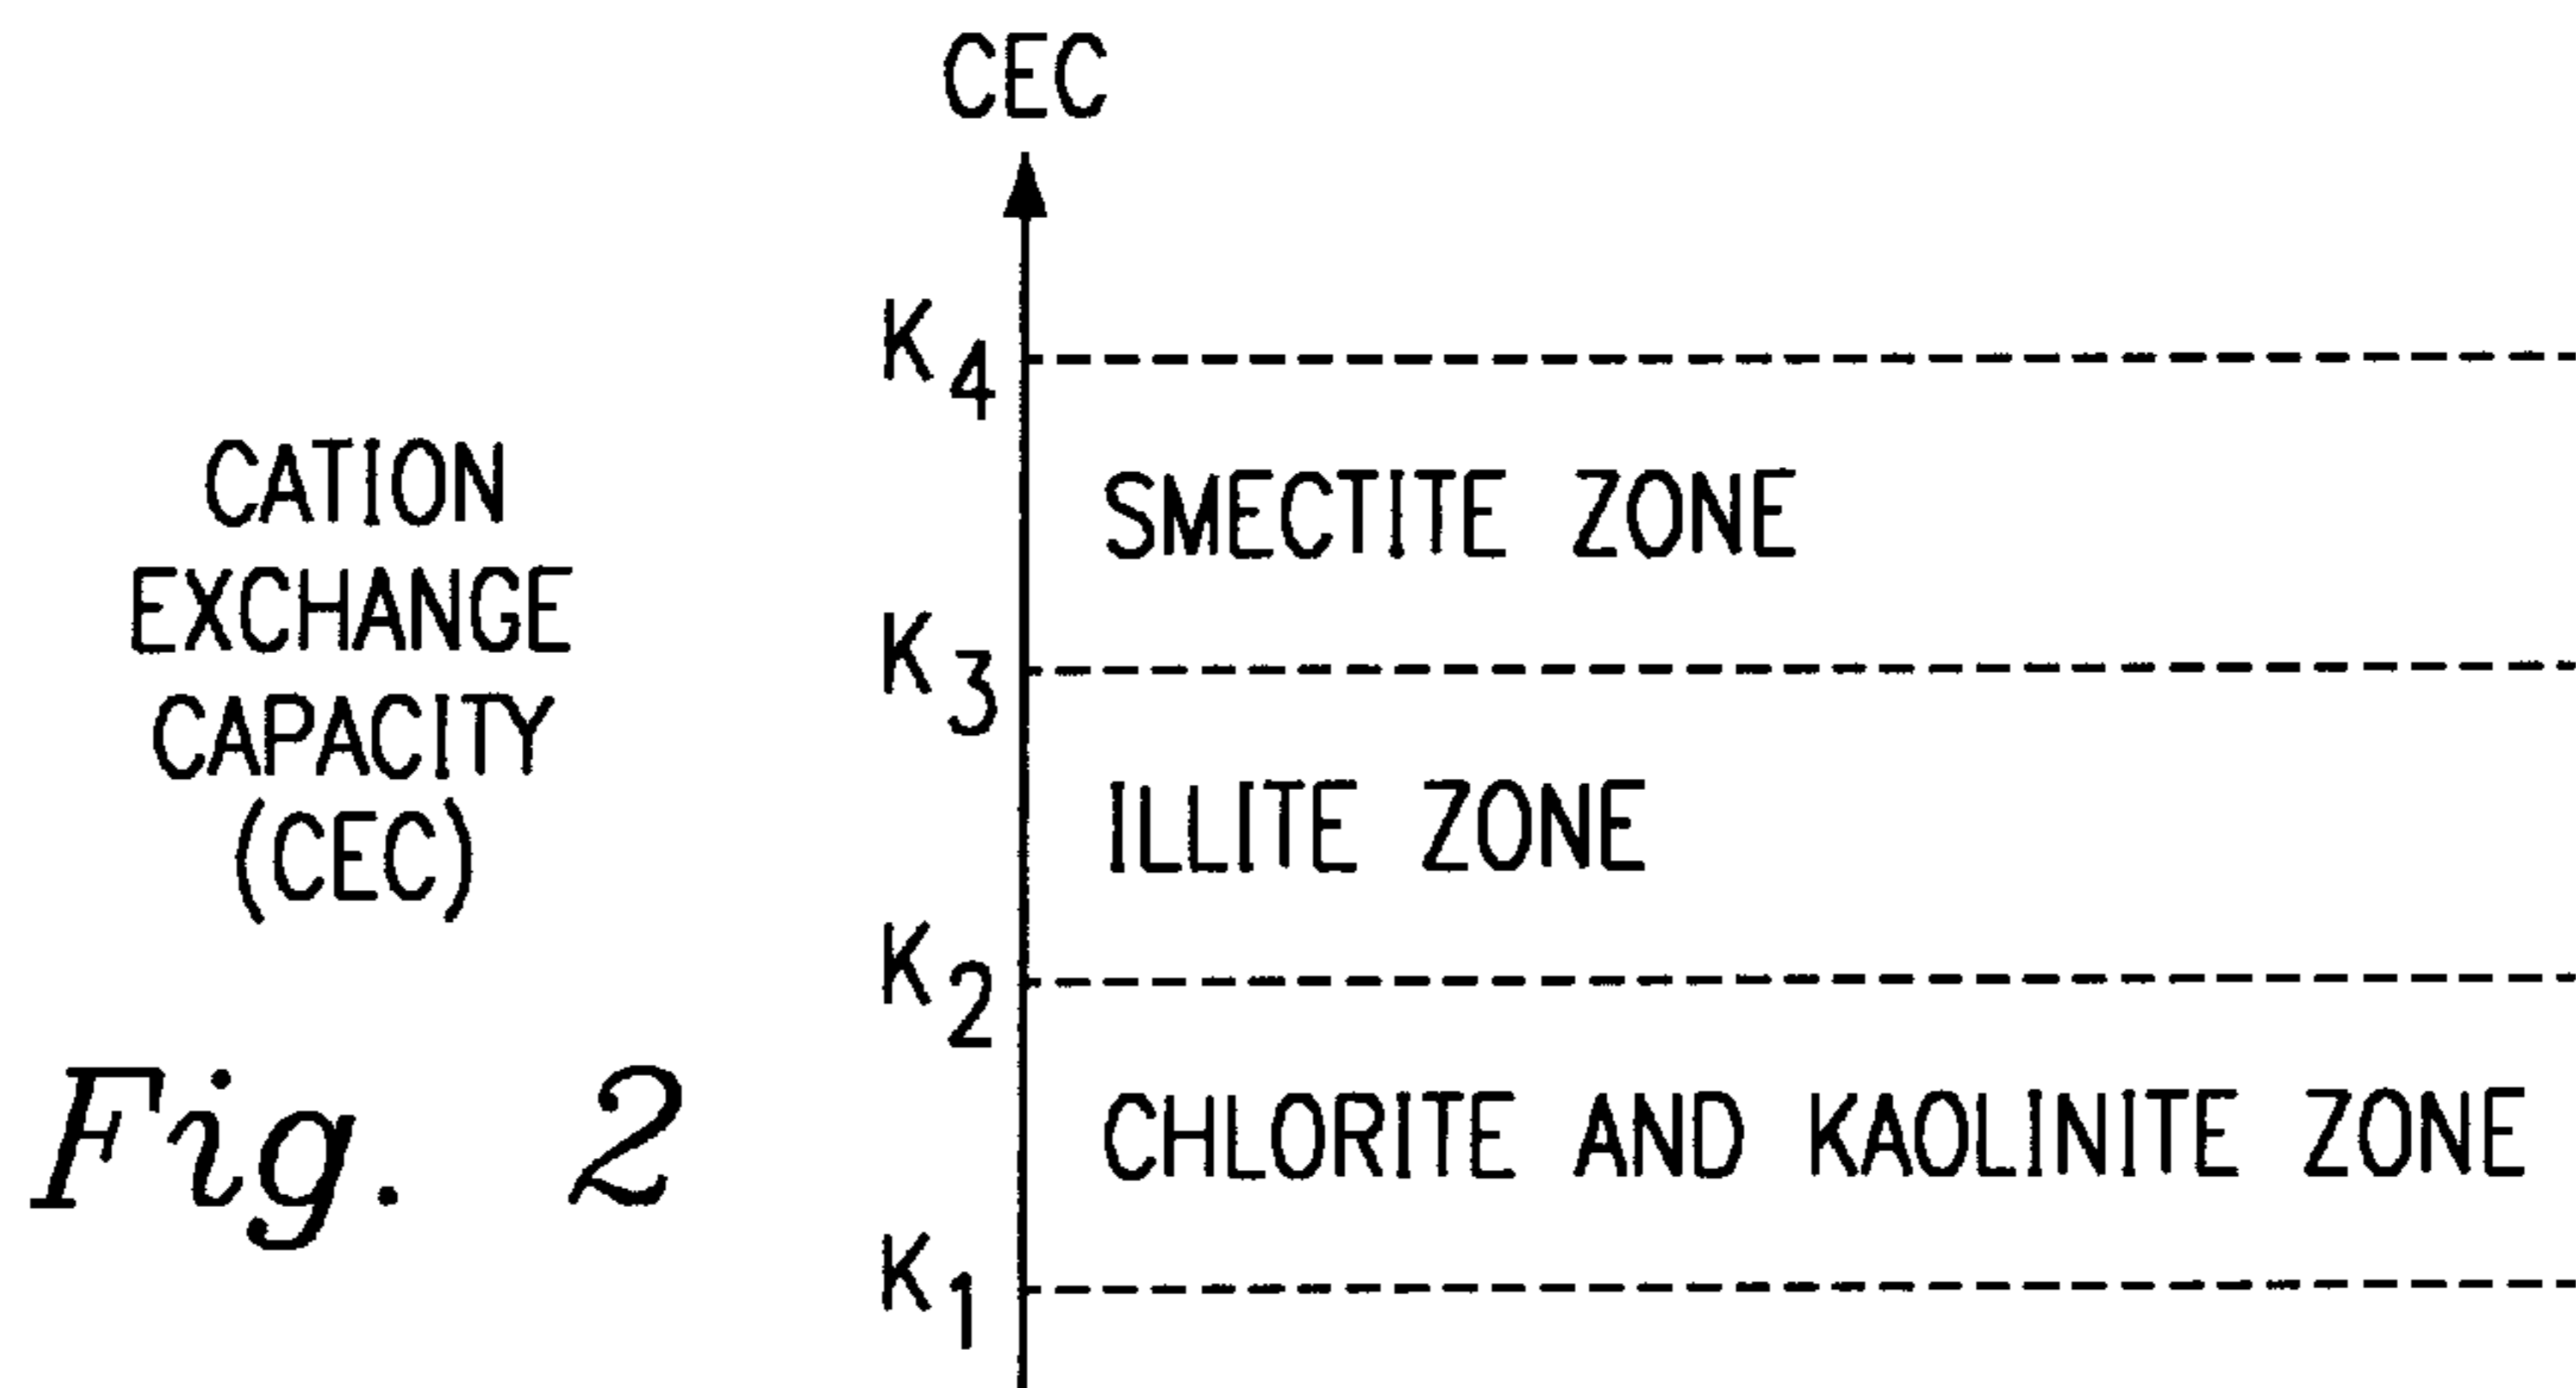 CEC
K4
SMECTITE ZONE
K3
ILLITE ZONE
K2
CHLORITE AND KAOLINITE ZONE
K1
CATION
EXCHANGE
CAPACITY
(CEC)
Fig. 2